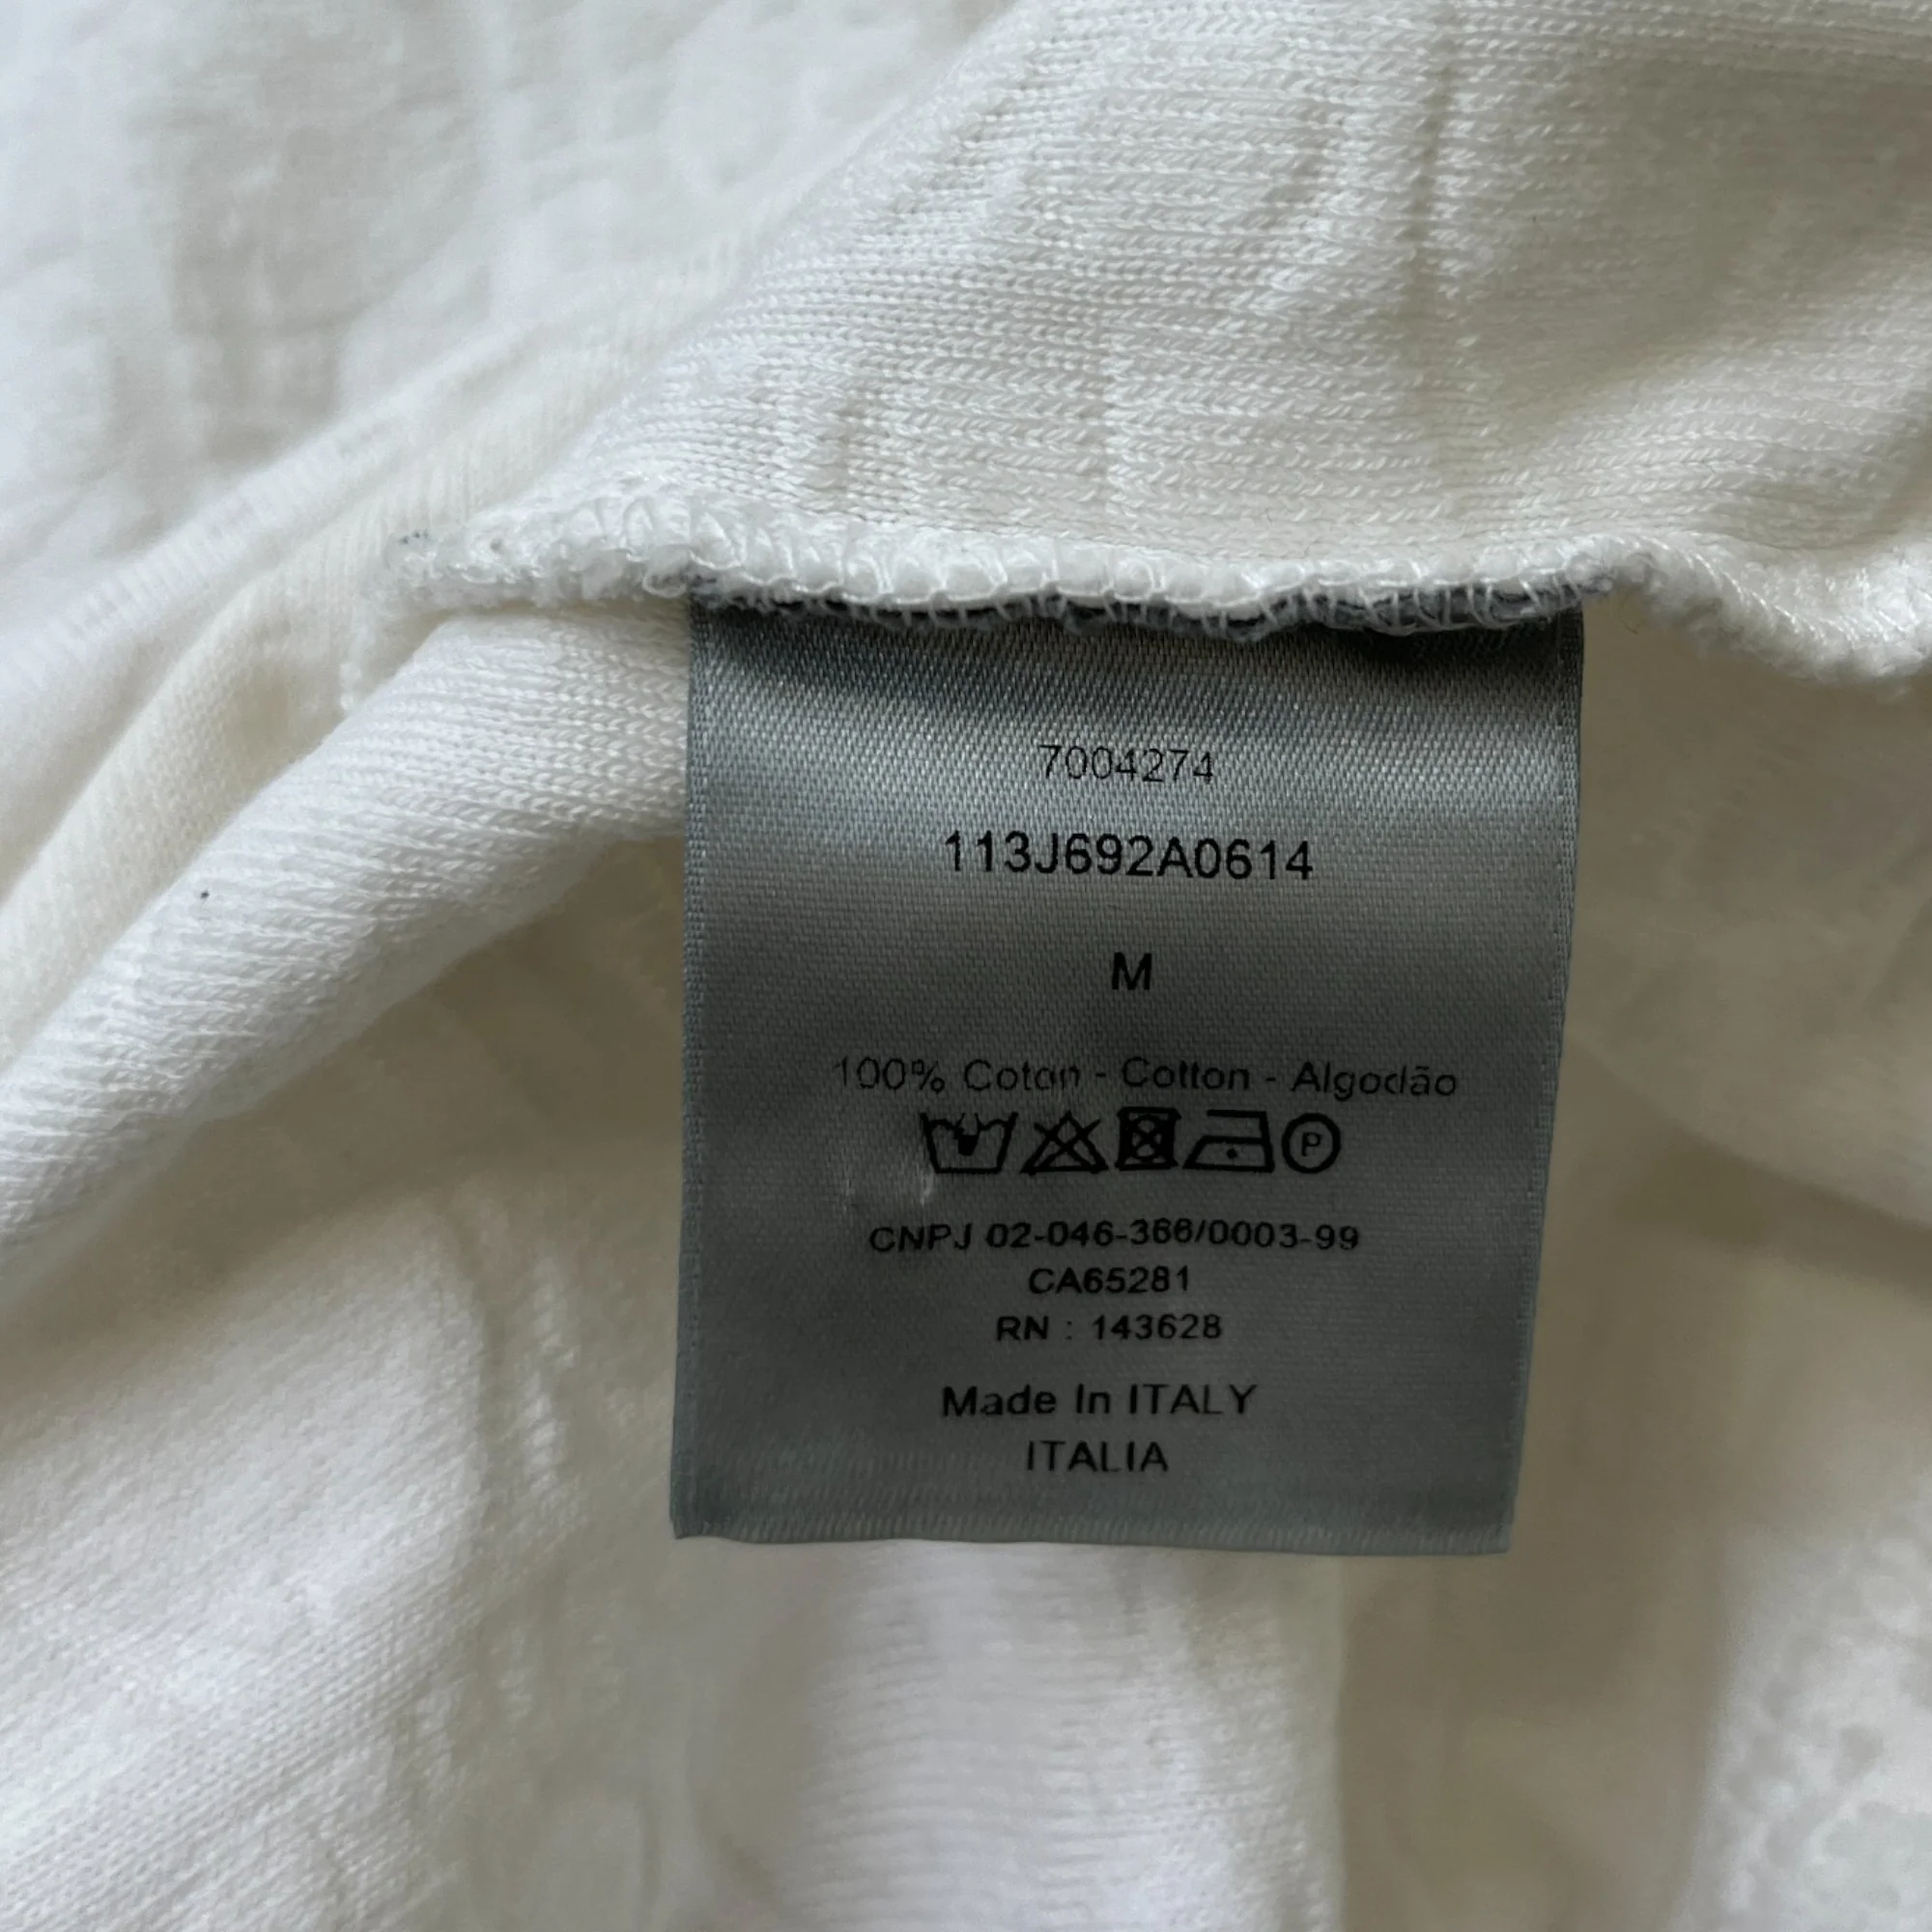 7004274
113J692A0614
M
100% Coton - Cotton - Algodão
P
CNPJ 02-046-366/0003-99
CA65281
RN : 143628
Made In ITALY
ITALIA